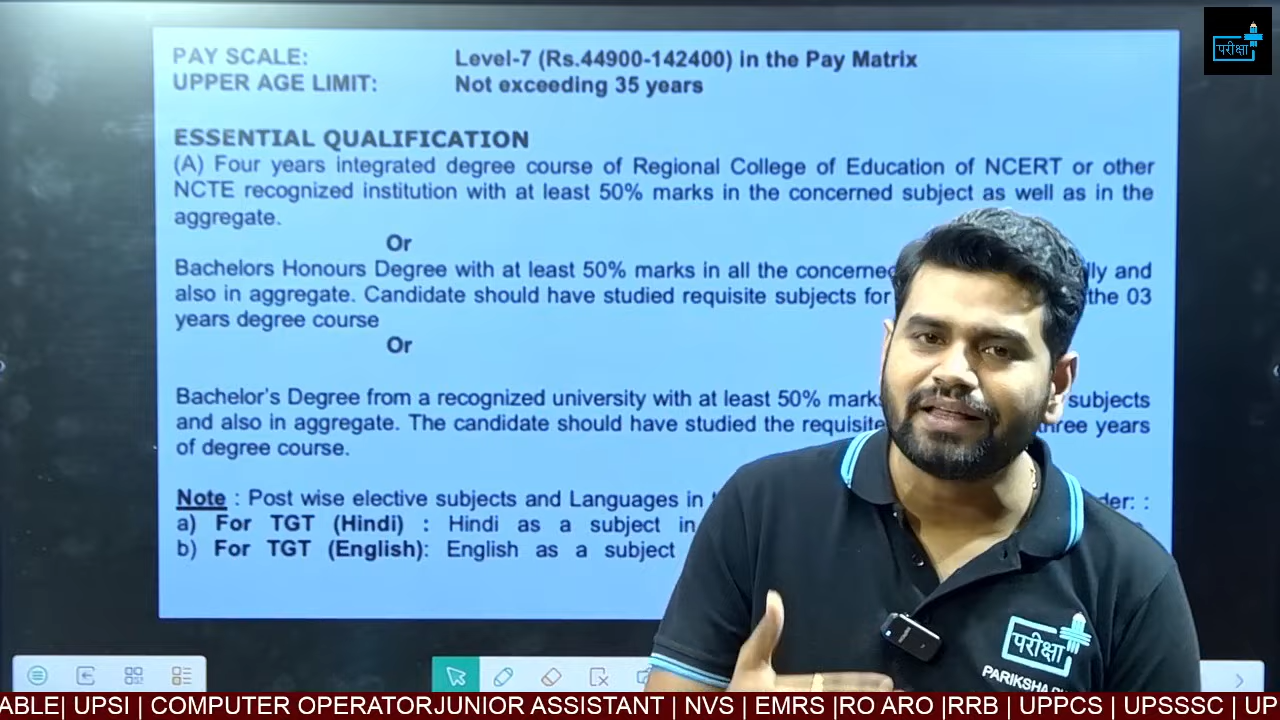 परीक्षा
PAY SCALE: Level-7 (Rs.44900-142400) in the Pay Matrix
UPPER AGE LIMIT: Not exceeding 35 years
ESSENTIAL QUALIFICATION
(A) Four years integrated degree course of Regional College of Education of NCERT or other
NCTE recognized institution with at least 50% marks in the concerned subject as well as in the
aggregate.
Or
Bachelors Honours Degree with at least 50% marks in all the and
also in aggregate. Candidate should have studied requisite subjects for the 03
years degree course
Or
Bachelor's Degree from a recognized university with at least 50% subjects
and also in aggregate. The candidate should have studied the requisite three years
of degree course.
Note : Post wise elective subjects and Languages in :
a) For TGT (Hindi) : Hindi as a subject in
b) For TGT (English): English as a subject
परीक्षा
ABLE| UPSI | COMPUTER OPERATORJUNIOR ASSISTANT | NVS | EMRS |RO ARO |RRB | UPPCS | UPSSSC | UP